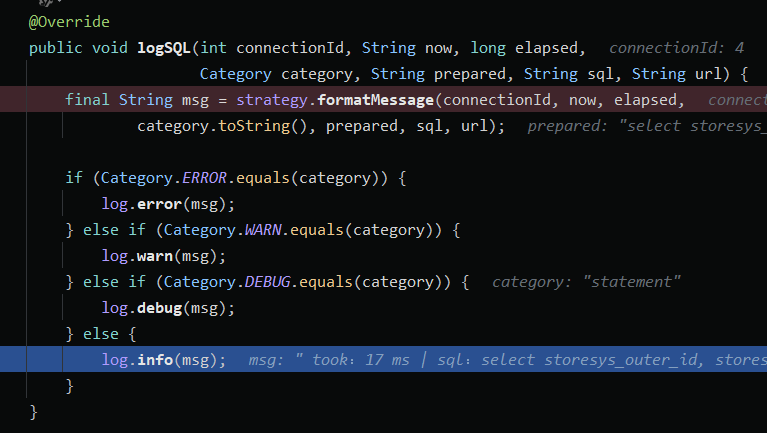 @Override
public void logSQL(int connectionId, String now, long elapsed, connectionId: 4
Category category, String prepared, String sql, String url) {
final String msg = strategy.formatMessage(connectionId, now, elapsed, connect
category.toString(), prepared, sql, url); prepared: "select storesys_
if (Category.ERROR.equals(category)) {
log.error(msg);
} else if (Category.WARN.equals(category)) {
log.warn(msg);
} else if (Category.DEBUG.equals(category)) { category: "statement"
log.debug(msg);
} else {
log.info(msg); msg: " took：17 ms | sql：select storesys_outer_id, stores
}
}